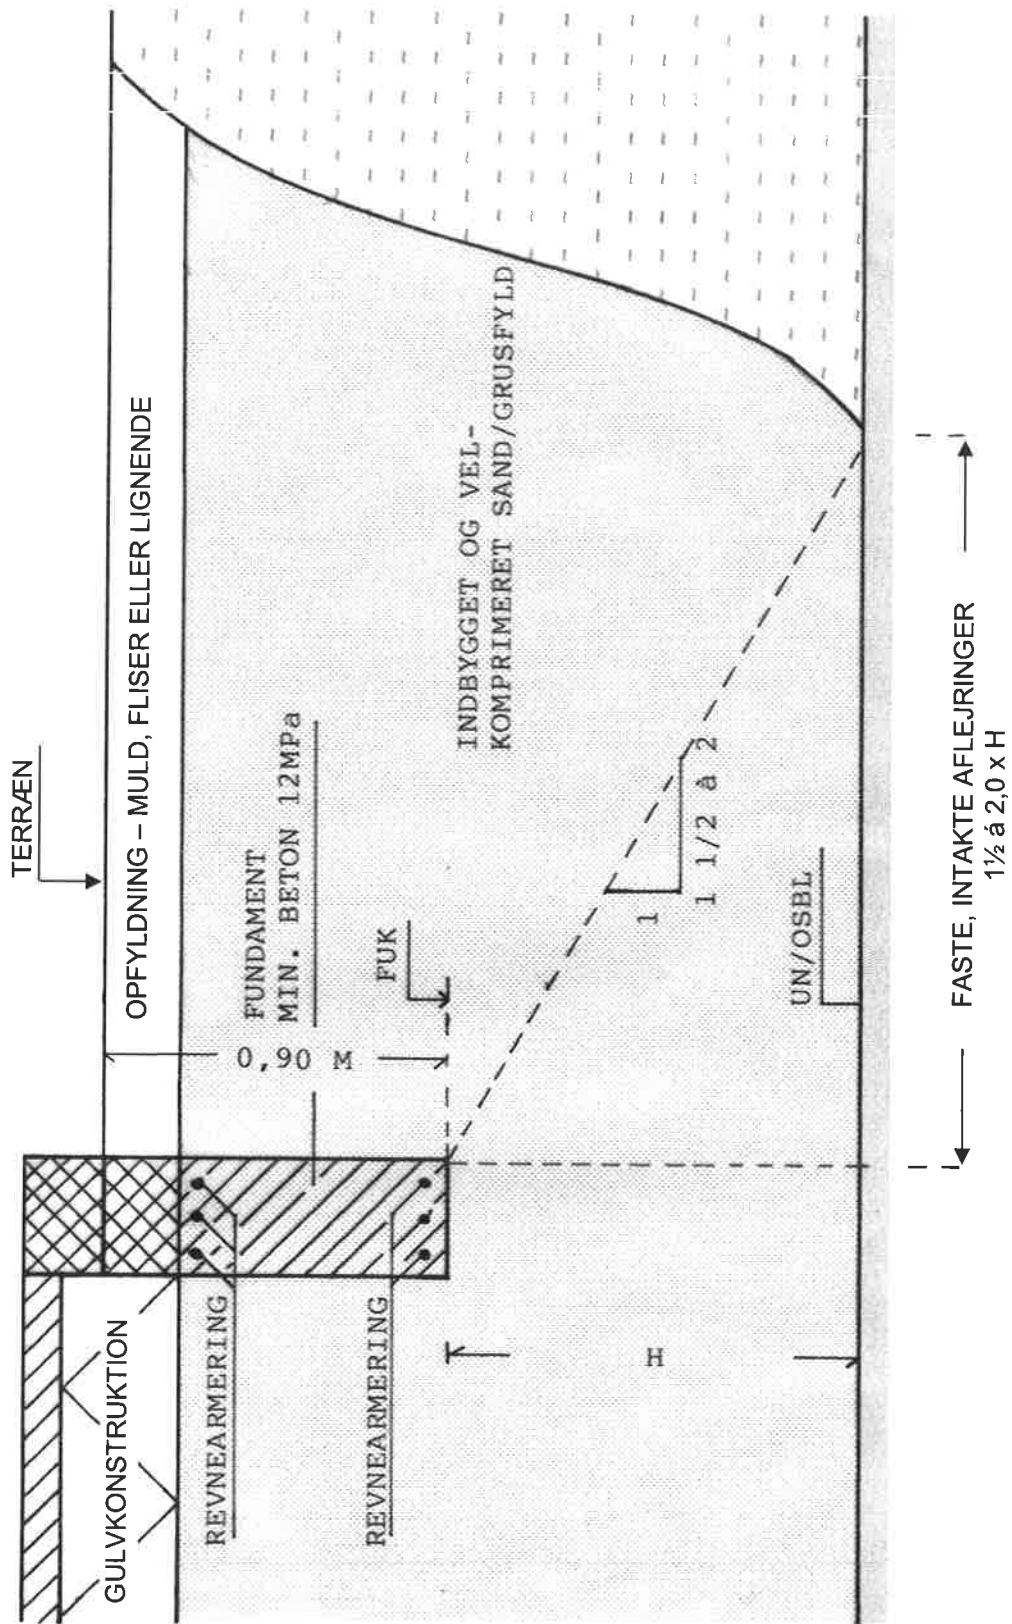 TERRÆN
OPFYLDNING – MULD, FLISER ELLER LIGNENDE
FUNDAMENT
MIN. BETON 12MPa
0,90 M
FUK
GULVKONSTRUKTION
REVNEARMERING
REVNEARMERING
INDBYGGET OG VEL-
KOMPRIMERET SAND/GRUSFYLD
1
1 1/2 à 2
H
UN/OSBL
FASTE, INTAKTE AFLEJRINGER
1½ á 2,0 x H